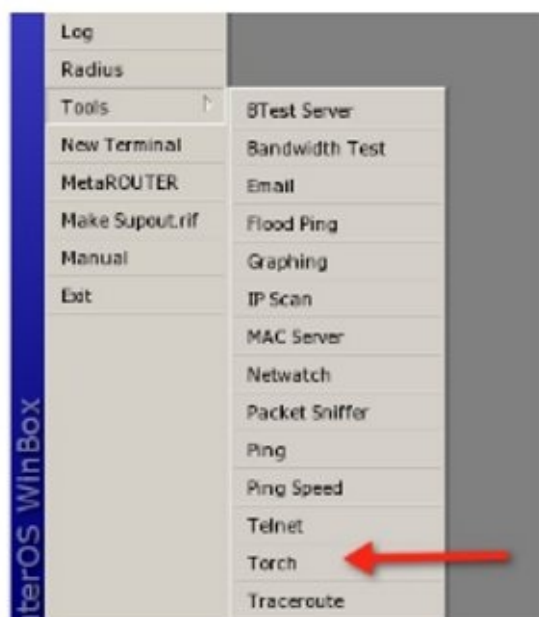 Log
Radius
Tools
New Terminal
MetaROUTER
Make Supout.rif
Manual
Exit
BTest Server
Bandwidth Test
Email
Flood Ping
Graphing
IP Scan
MAC Server
Netwatch
Packet Sniffer
Ping
Ping Speed
Telnet
Torch
Traceroute
terOS WinBox